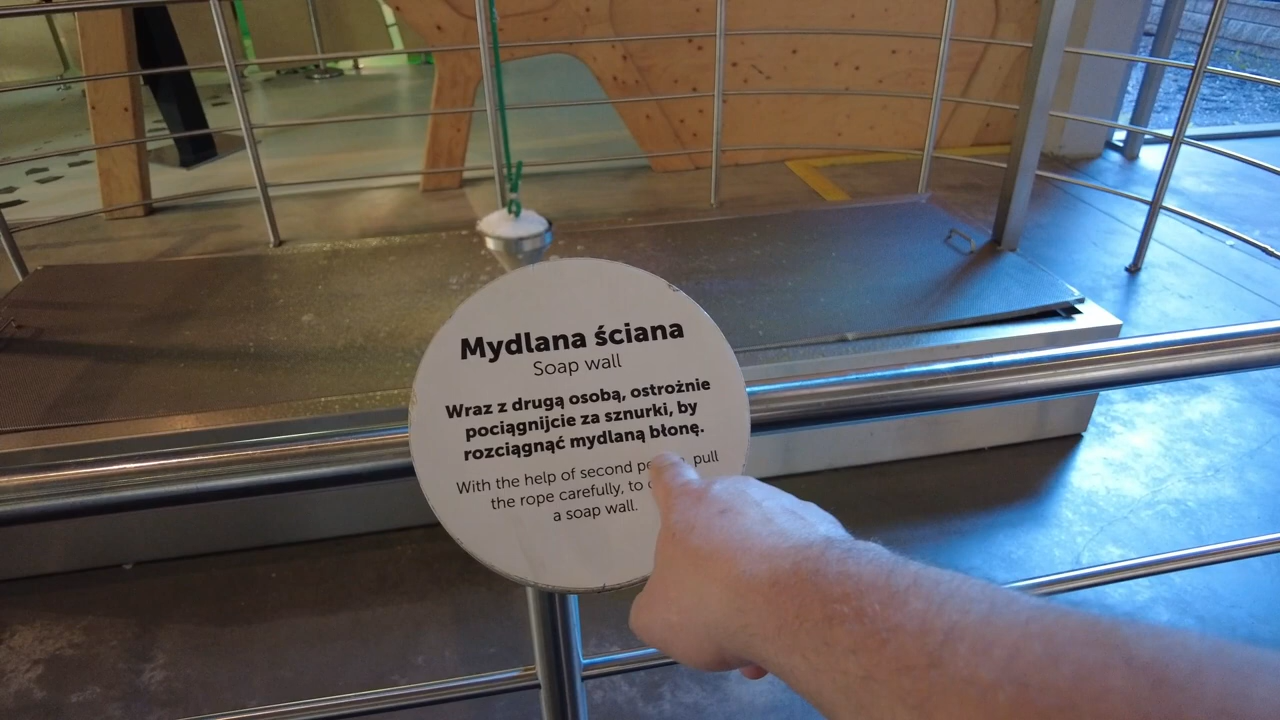 Mydlana ściana
Soap wall
Wraz z drugą osobą, ostrożnie
pociągnijcie za sznurki, by
rozciągnąć mydlaną błonę.
With the help of second pull
the rope carefully, to
a soap wall.